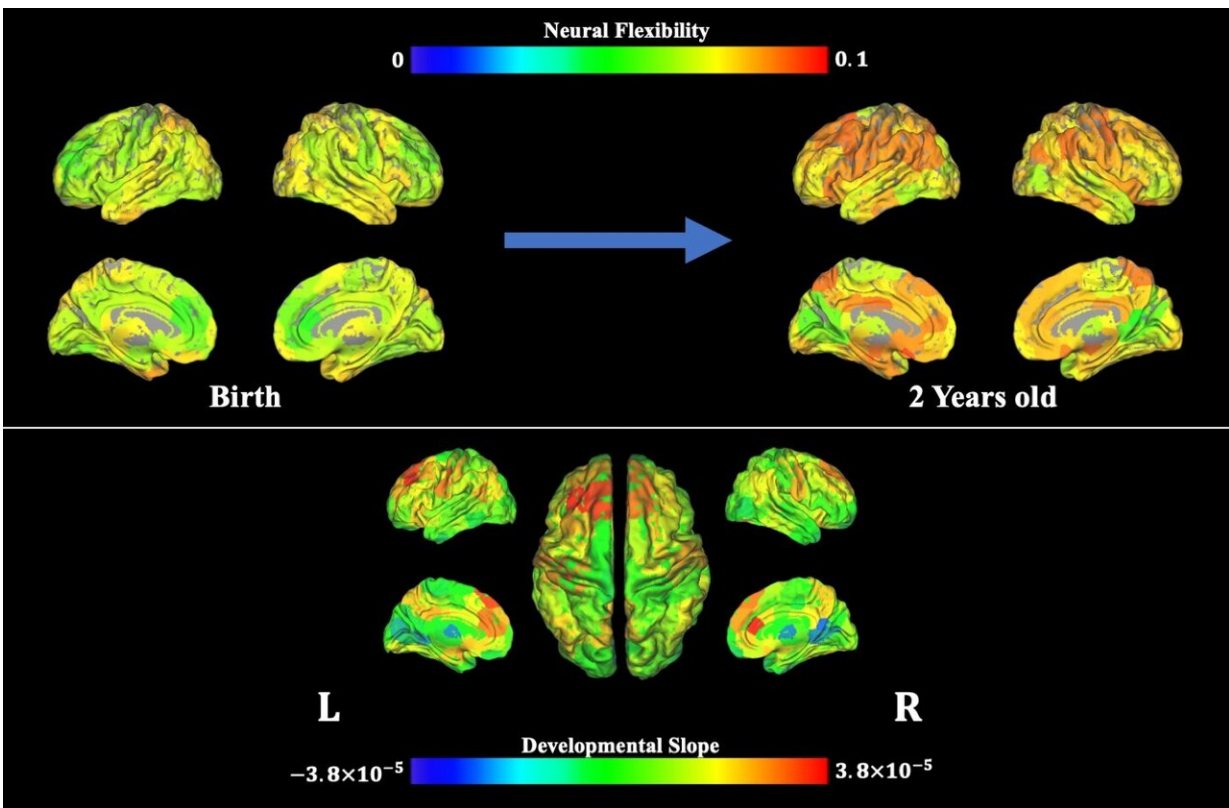 Neural Flexibility
0 0.1
Birth 2 Years old
L R
Developmental Slope
−3.8×10⁻⁵ 3.8×10⁻⁵